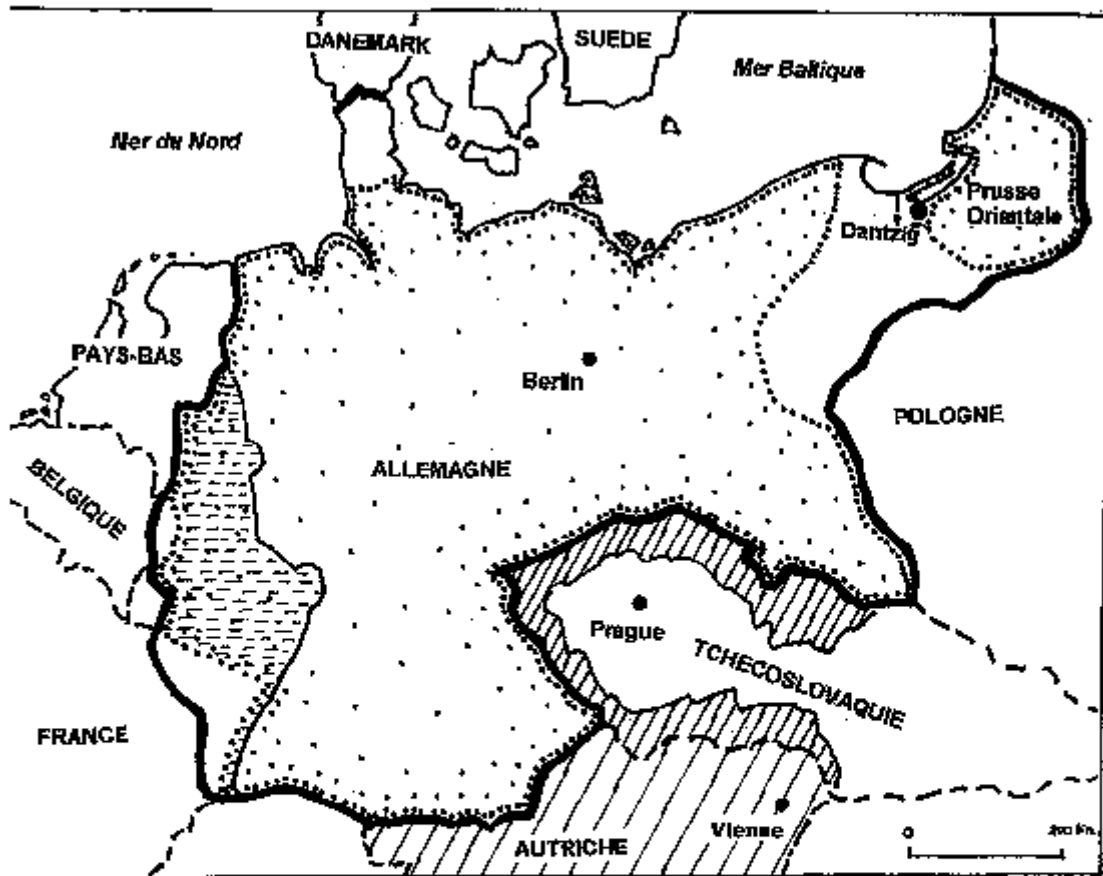 DANEMARK
SUEDE
Mer Baltique
Mer du Nord
Prusse
Orientale
Dantzig
PAYS-BAS
Berlin
POLOGNE
BELGIQUE
ALLEMAGNE
Prague
TCHECOSLOVAQUIE
FRANCE
Vienne
AUTRICHE
0